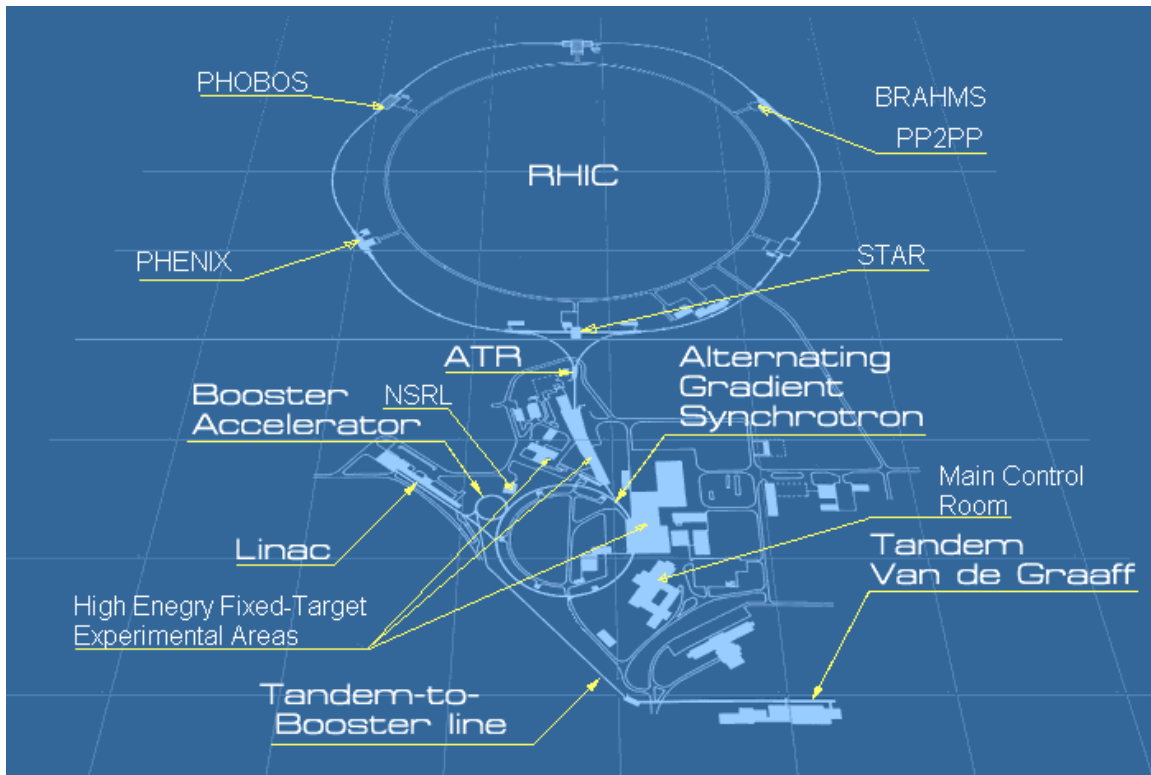 PHOBOS
BRAHMS
PP2PP
RHIC
PHENIX
STAR
ATR
Alternating
Gradient
Synchrotron
Booster
Accelerator
NSRL
Main Control
Room
Linac
Tandem
Van de Graaff
High Enegry Fixed-Target
Experimental Areas
Tandem-to-
Booster line